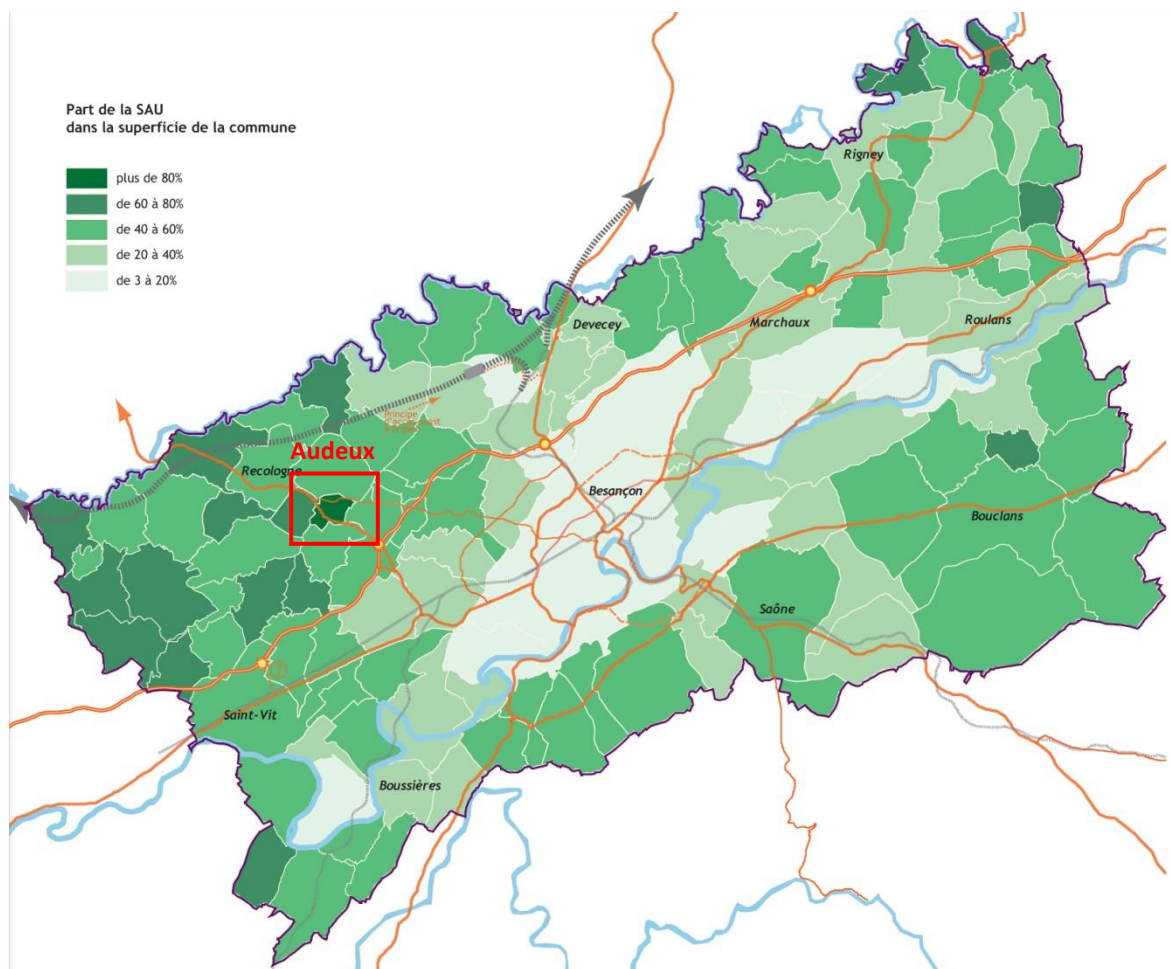 Part de la SAU
dans la superficie de la commune
plus de 80%
de 60 à 80%
de 40 à 60%
de 20 à 40%
de 3 à 20%
Rigney
Devecey
Marchaux
Roulans
Principe
Audeux
Recologne
Besançon
Bouclans
Saône
Saint-Vit
Boussières